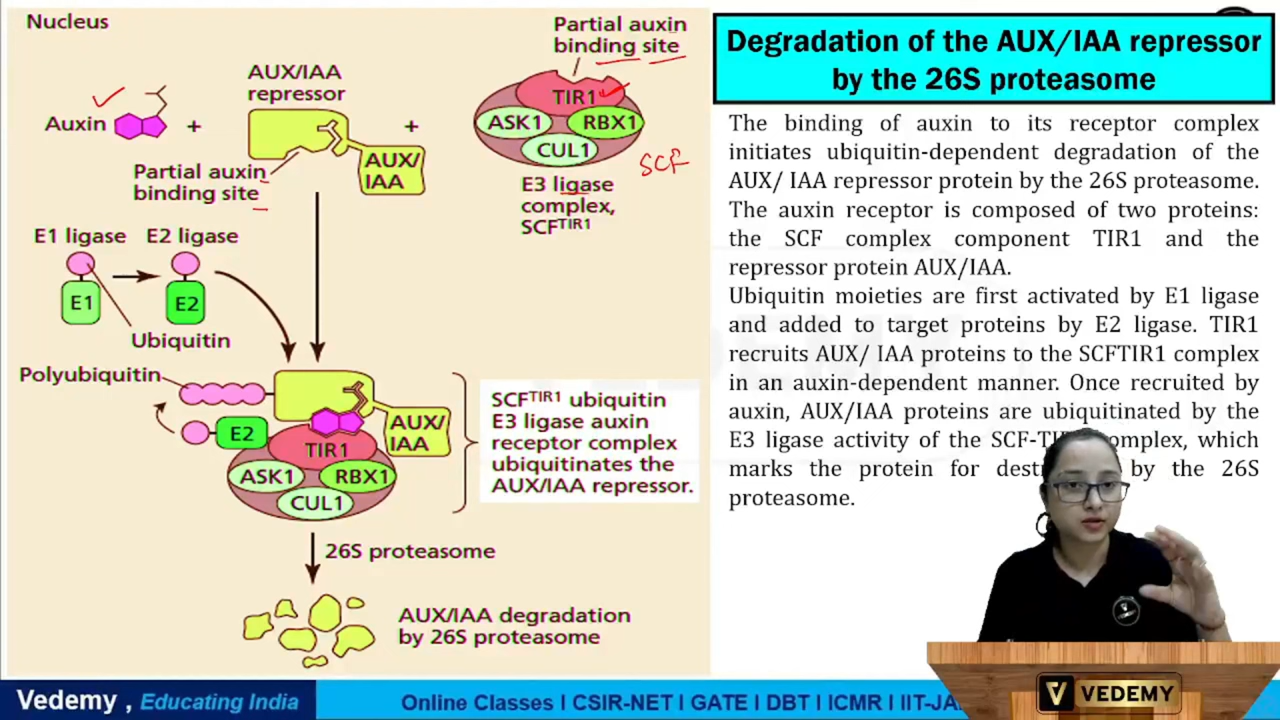 Nucleus
Partial auxin
binding site
AUX/IAA
repressor
Auxin
+
+
TIR1
ASK1
RBX1
CUL1
SCF
AUX/
IAA
Partial auxin
binding site
E3 ligase
complex,
SCFTIR1
E1 ligase
E2 ligase
E1
E2
Ubiquitin
Polyubiquitin
E2
AUX/
IAA
TIR1
ASK1
RBX1
CUL1
SCFTIR1 ubiquitin
E3 ligase auxin
receptor complex
ubiquitinates the
AUX/IAA repressor.
26S proteasome
AUX/IAA degradation
by 26S proteasome
Degradation of the AUX/IAA repressor
by the 26S proteasome
The binding of auxin to its receptor complex
initiates ubiquitin-dependent degradation of the
AUX/ IAA repressor protein by the 26S proteasome.
The auxin receptor is composed of two proteins:
the SCF complex component TIR1 and the
repressor protein AUX/IAA.
Ubiquitin moieties are first activated by E1 ligase
and added to target proteins by E2 ligase. TIR1
recruits AUX/ IAA proteins to the SCFTIR1 complex
in an auxin-dependent manner. Once recruited by
auxin, AUX/IAA proteins are ubiquitinated by the
E3 ligase activity of the SCF-TI omplex, which
marks the protein for dest by the 26S
proteasome.
VEDEMY
Vedemy , Educating India
Online Classes I CSIR-NET I GATE I DBT I ICMR I IIT-JA